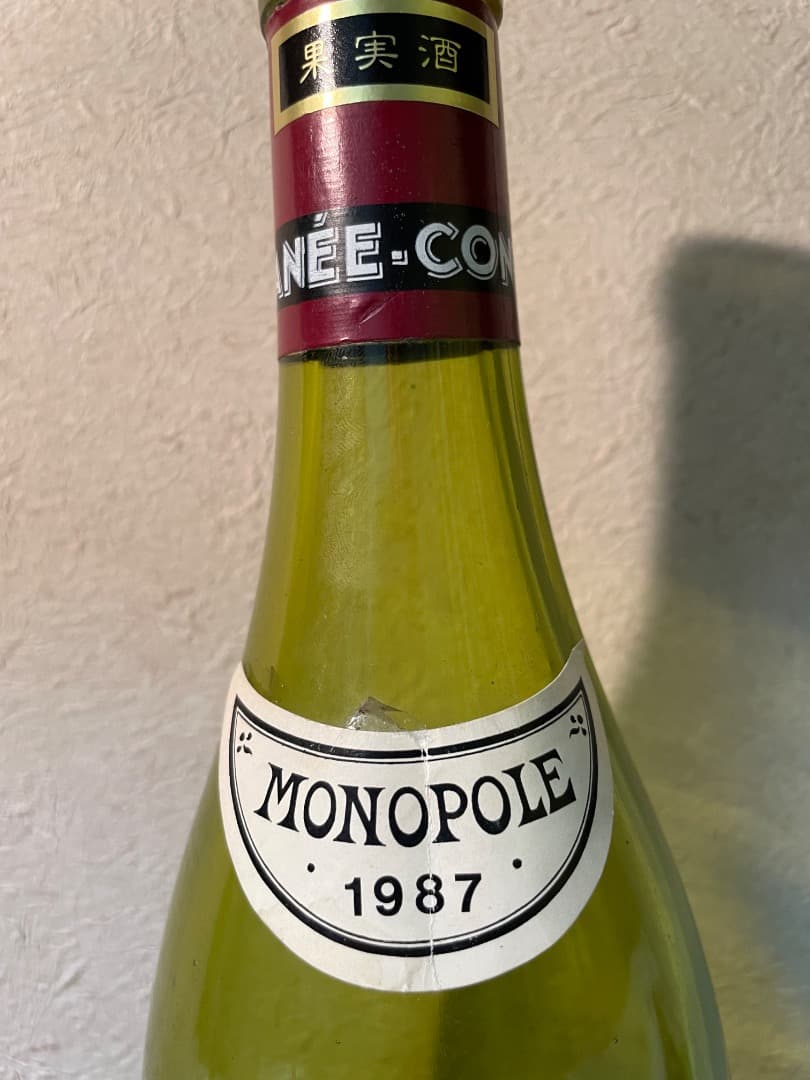 果実酒
ANÉE-CON
MONOPOLE
1987